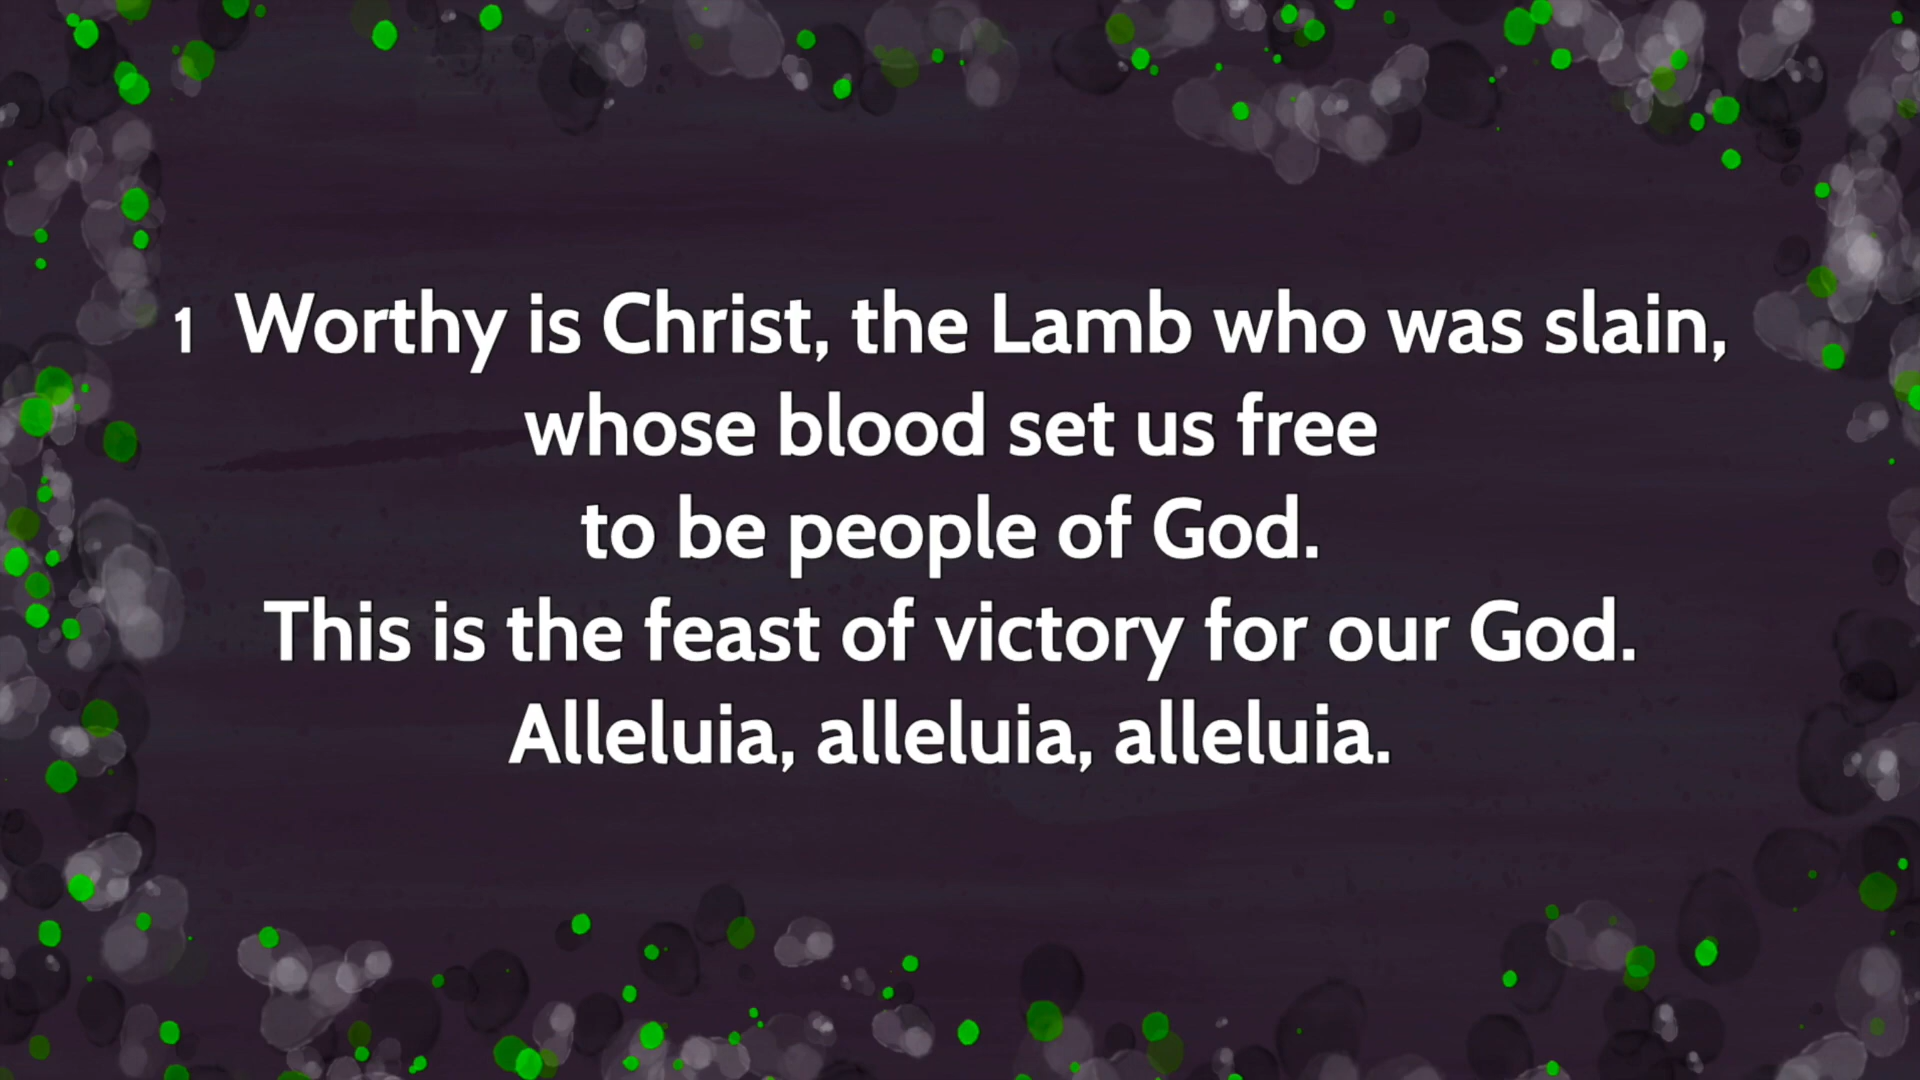 1 Worthy is Christ, the Lamb who was slain,
whose blood set us free
to be people of God.
This is the feast of victory for our God.
Alleluia, alleluia, alleluia.